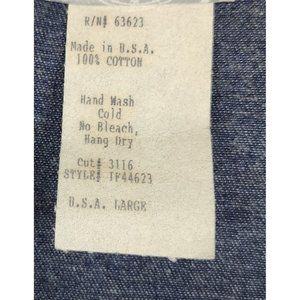 R/N# 63623
Made in U.S.A.
100% COTTON
Hand Wash
Cold
No Bleach,
Hang Dry
Cut# 3116
STYLE# TF44623
U.S.A. LARGE